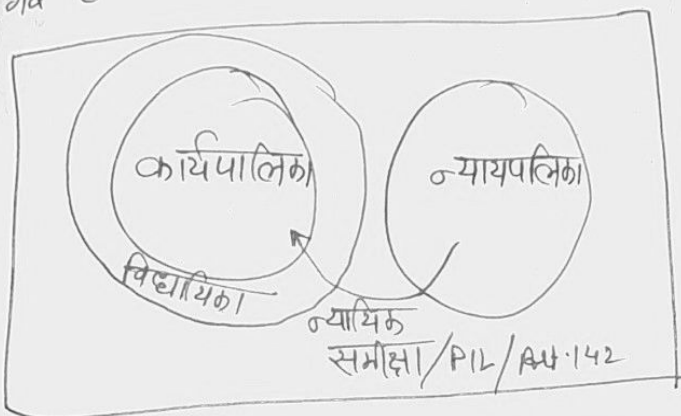 कार्यपालिका
न्यायपलिका
विधायिका
न्यायिक
समीक्षा/PIL/Art.142